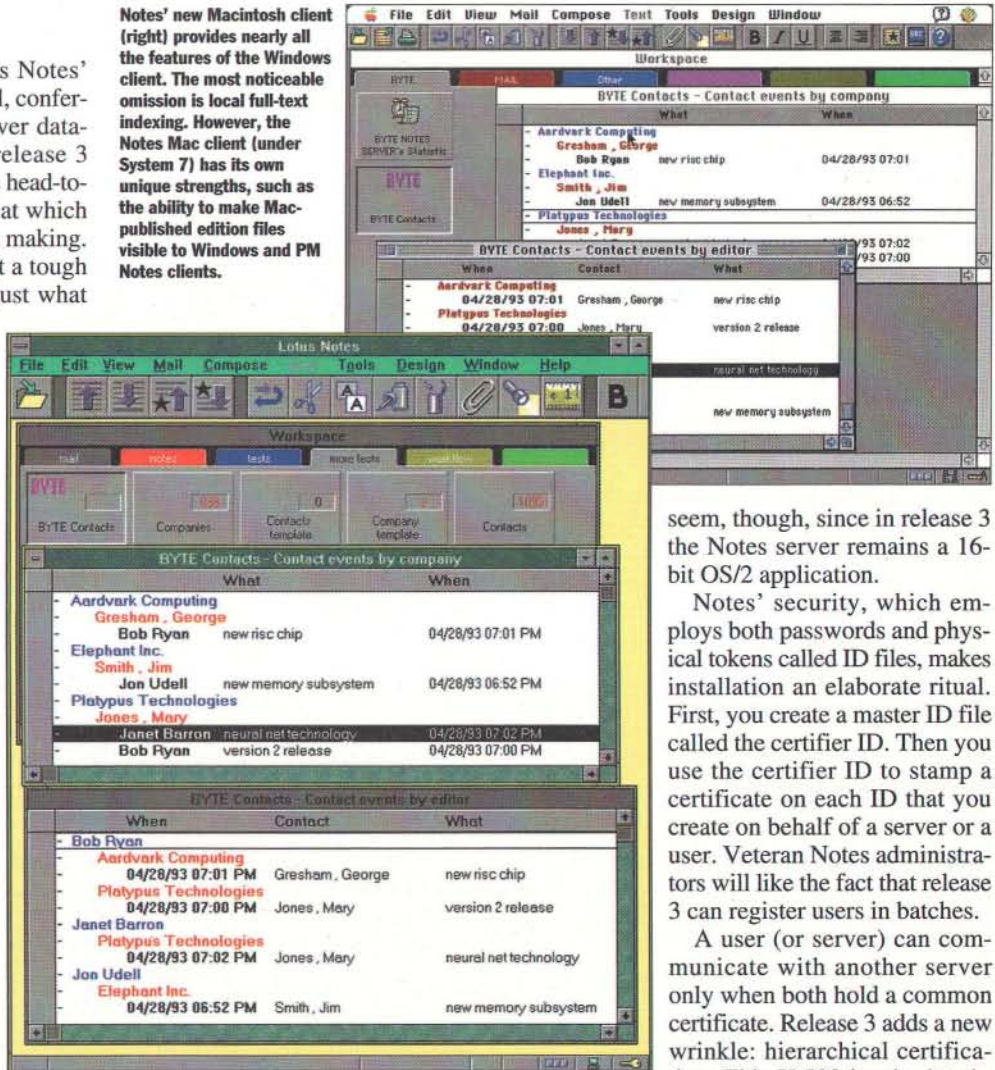 s Notes'
l, confer-
ver data-
release 3
head-to-
at which
making.
t a tough
ust what
Notes' new Macintosh client
(right) provides nearly all
the features of the Windows
client. The most noticeable
omission is local full-text
indexing. However, the
Notes Mac client (under
System 7) has its own
unique strengths, such as
the ability to make Mac-
published edition files
visible to Windows and PM
Notes clients.
File Edit View Mail Compose Text Tools Design Window
B I U
Workspace
BYTE MAIL Other
BYTE NOTES
SERVER's Statistic
BYTE
BYTE Contacts
BYTE Contacts - Contact events by company
What When
- Aardvark Computing
- Gresham , George
- Bob Ryan new risc chip 04/28/93 07:01
- Elephant Inc.
- Smith , Jim
- Jon Udell new memory subsystem 04/28/93 06:52
- Platypus Technologies
- Jones , Mary
93 07:02
/93 07:00
BYTE Contacts - Contact events by editor
When Contact What
- Aardvark Computing
- 04/28/93 07:01 Gresham , George new risc chip
- Platypus Technologies
- 04/28/93 07:00 Jones , Mary version 2 release
neural net technology
new memory subsystem
Lotus Notes
File Edit View Mail Compose Tools Design Window Help
B
Workspace
mail notes tests more tests
BYTE
0
BYTE Contacts Companies Contacts template Company template Contacts
BYTE Contacts - Contact events by company
What When
- Aardvark Computing
- Gresham , George
- Bob Ryan new risc chip 04/28/93 07:01 PM
- Elephant Inc.
- Smith , Jim
- Jon Udell new memory subsystem 04/28/93 06:52 PM
- Platypus Technologies
- Jones , Mary
- Janet Barron neural net technology 04/28/93 07:02 PM
- Bob Ryan version 2 release 04/28/93 07:00 PM
BYTE Contacts - Contact events by editor
When Contact What
- Bob Ryan
- Aardvark Computing
- 04/28/93 07:01 PM Gresham , George new risc chip
- Platypus Technologies
- 04/28/93 07:00 PM Jones , Mary version 2 release
- Janet Barron
- Platypus Technologies
- 04/28/93 07:02 PM Jones , Mary neural net technology
- Jon Udell
- Elephant Inc.
- 04/28/93 06:52 PM Smith , Jim new memory subsystem
seem, though, since in release 3
the Notes server remains a 16-
bit OS/2 application.
Notes' security, which em-
ploys both passwords and phys-
ical tokens called ID files, makes
installation an elaborate ritual.
First, you create a master ID file
called the certifier ID. Then you
use the certifier ID to stamp a
certificate on each ID that you
create on behalf of a server or a
user. Veteran Notes administra-
tors will like the fact that release
3 can register users in batches.
A user (or server) can com-
municate with another server
only when both hold a common
certificate. Release 3 adds a new
wrinkle: hierarchical certifica-